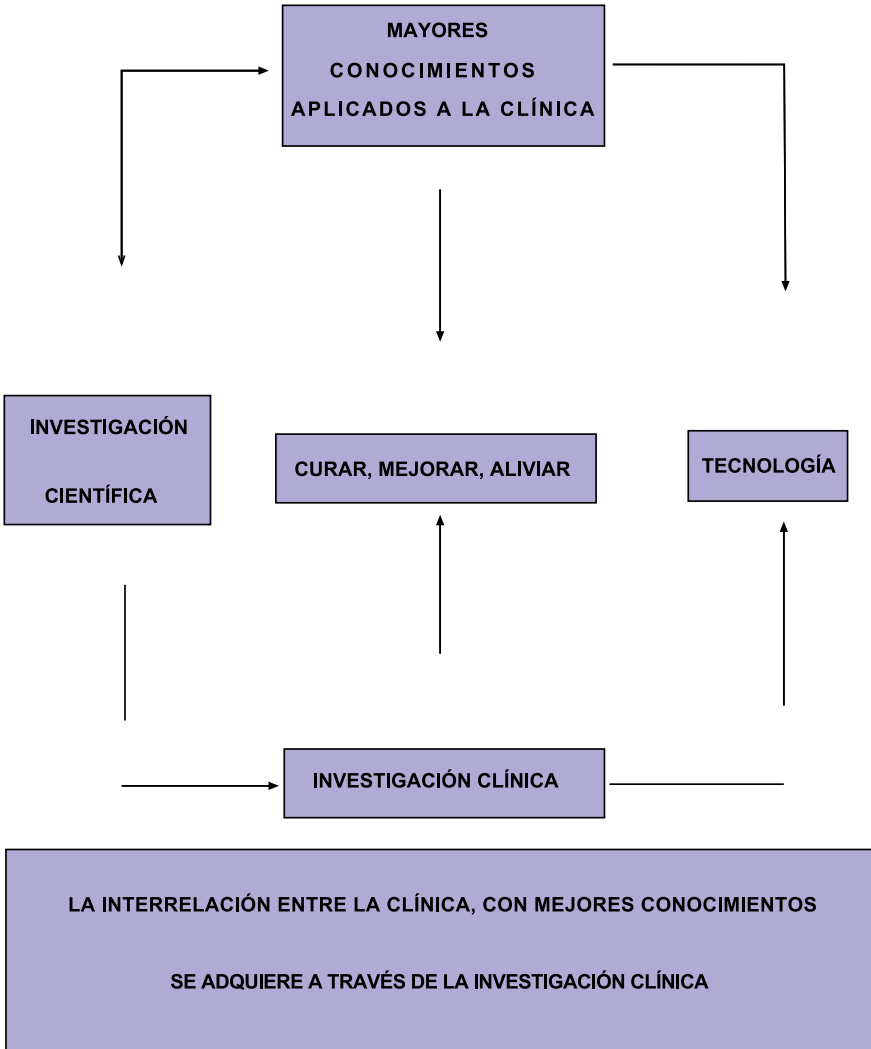 MAYORES
CONOCIMIENTOS
APLICADOS A LA CLÍNICA
INVESTIGACIÓN
CIENTÍFICA
CURAR, MEJORAR, ALIVIAR
TECNOLOGÍA
INVESTIGACIÓN CLÍNICA
LA INTERRELACIÓN ENTRE LA CLÍNICA, CON MEJORES CONOCIMIENTOS
SE ADQUIERE A TRAVÉS DE LA INVESTIGACIÓN CLÍNICA